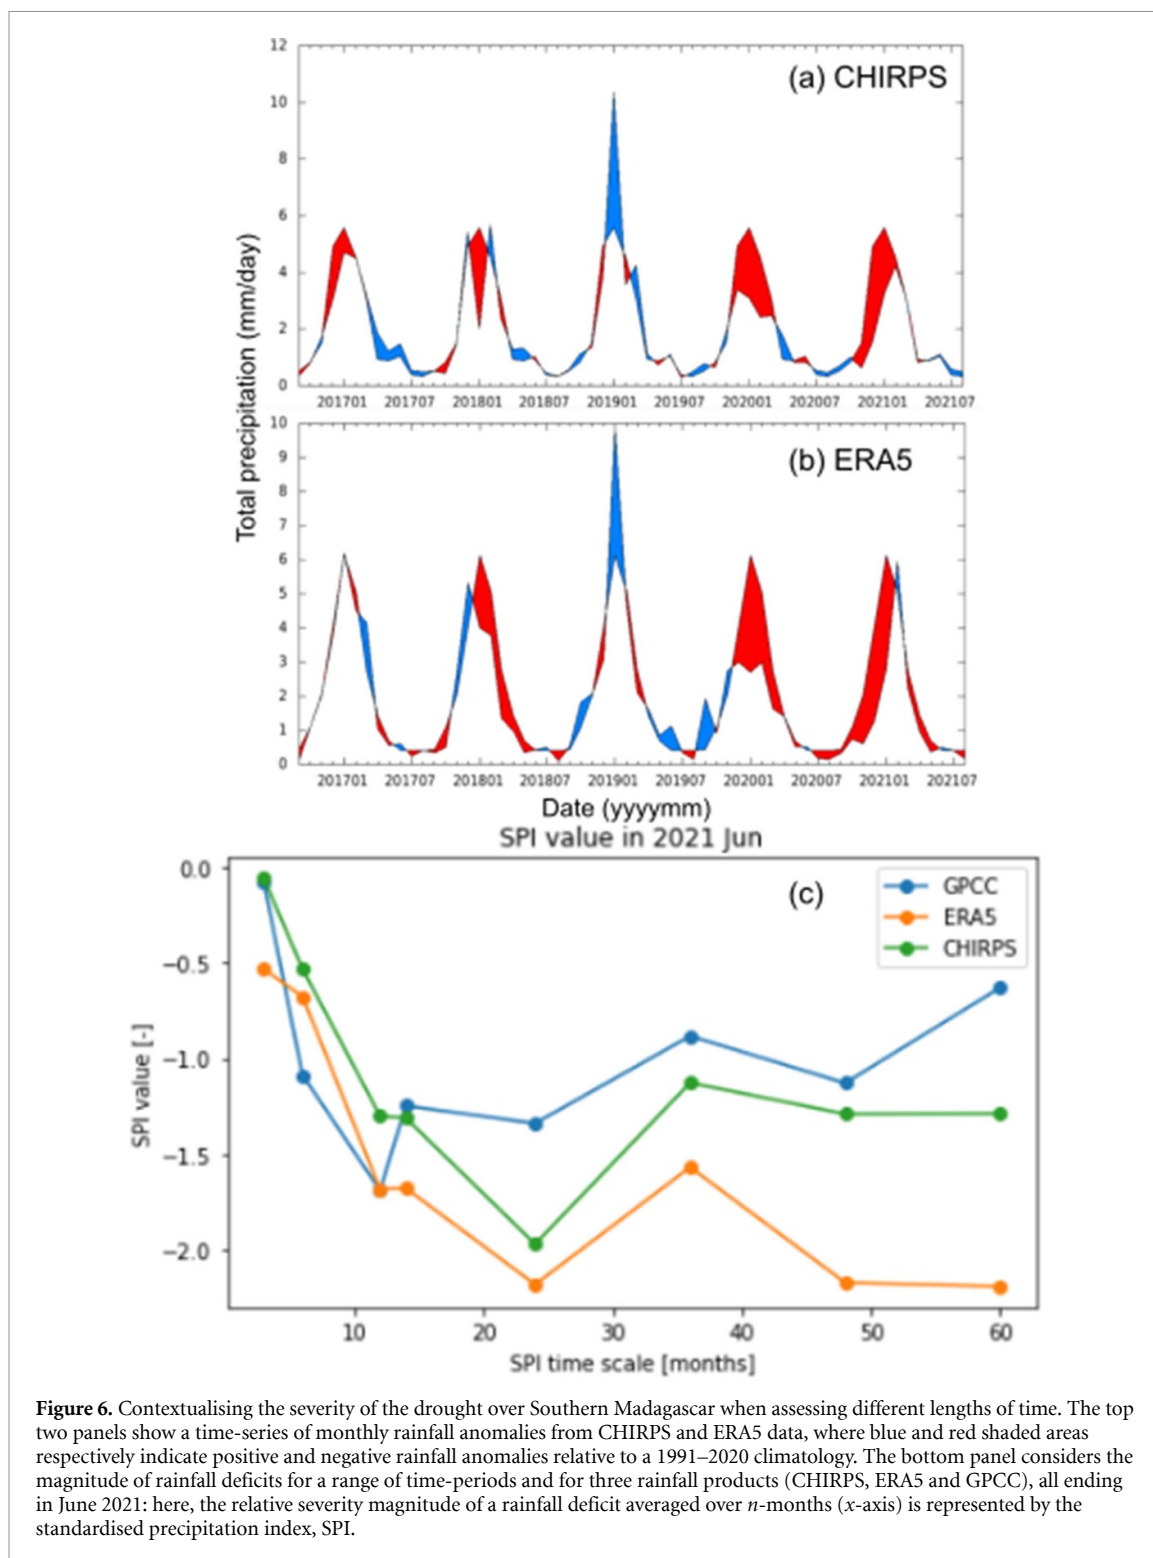 (a) CHIRPS
12
10
8
6
4
2
0
201701 201707 201801 201807 201901 201907 202001 202007 202101 202107
Total precipitation (mm/day)
(b) ERA5
10
9
8
7
6
5
4
3
2
1
0
201701 201707 201801 201807 201901 201907 202001 202007 202101 202107
Date (yyyymm)
SPI value in 2021 Jun
(c)
GPCC
ERA5
CHIRPS
0.0
−0.5
−1.0
−1.5
−2.0
SPI value [-]
10 20 30 40 50 60
SPI time scale [months]
Figure 6. Contextualising the severity of the drought over Southern Madagascar when assessing different lengths of time. The top
two panels show a time-series of monthly rainfall anomalies from CHIRPS and ERA5 data, where blue and red shaded areas
respectively indicate positive and negative rainfall anomalies relative to a 1991–2020 climatology. The bottom panel considers the
magnitude of rainfall deficits for a range of time-periods and for three rainfall products (CHIRPS, ERA5 and GPCC), all ending
in June 2021: here, the relative severity magnitude of a rainfall deficit averaged over n-months (x-axis) is represented by the
standardised precipitation index, SPI.